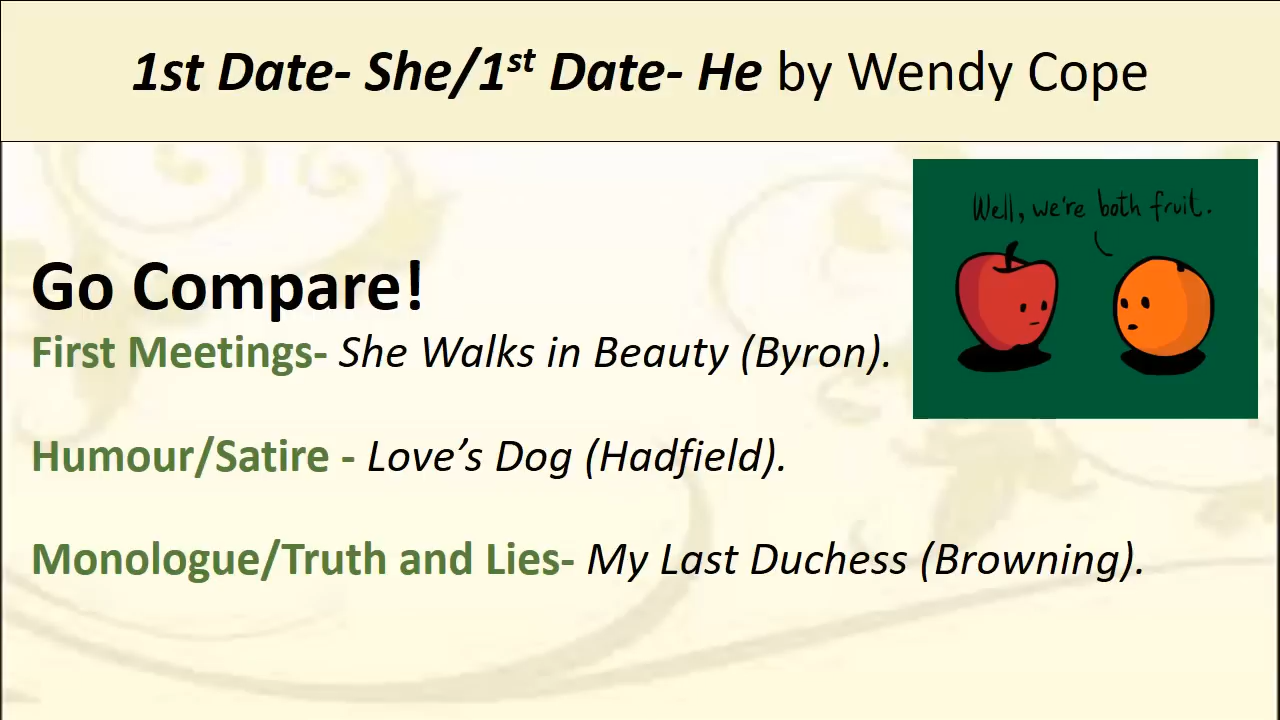 1st Date- She/1st Date- He by Wendy Cope
Well, we're both fruit.
Go Compare!
First Meetings- She Walks in Beauty (Byron).
Humour/Satire - Love’s Dog (Hadfield).
Monologue/Truth and Lies- My Last Duchess (Browning).